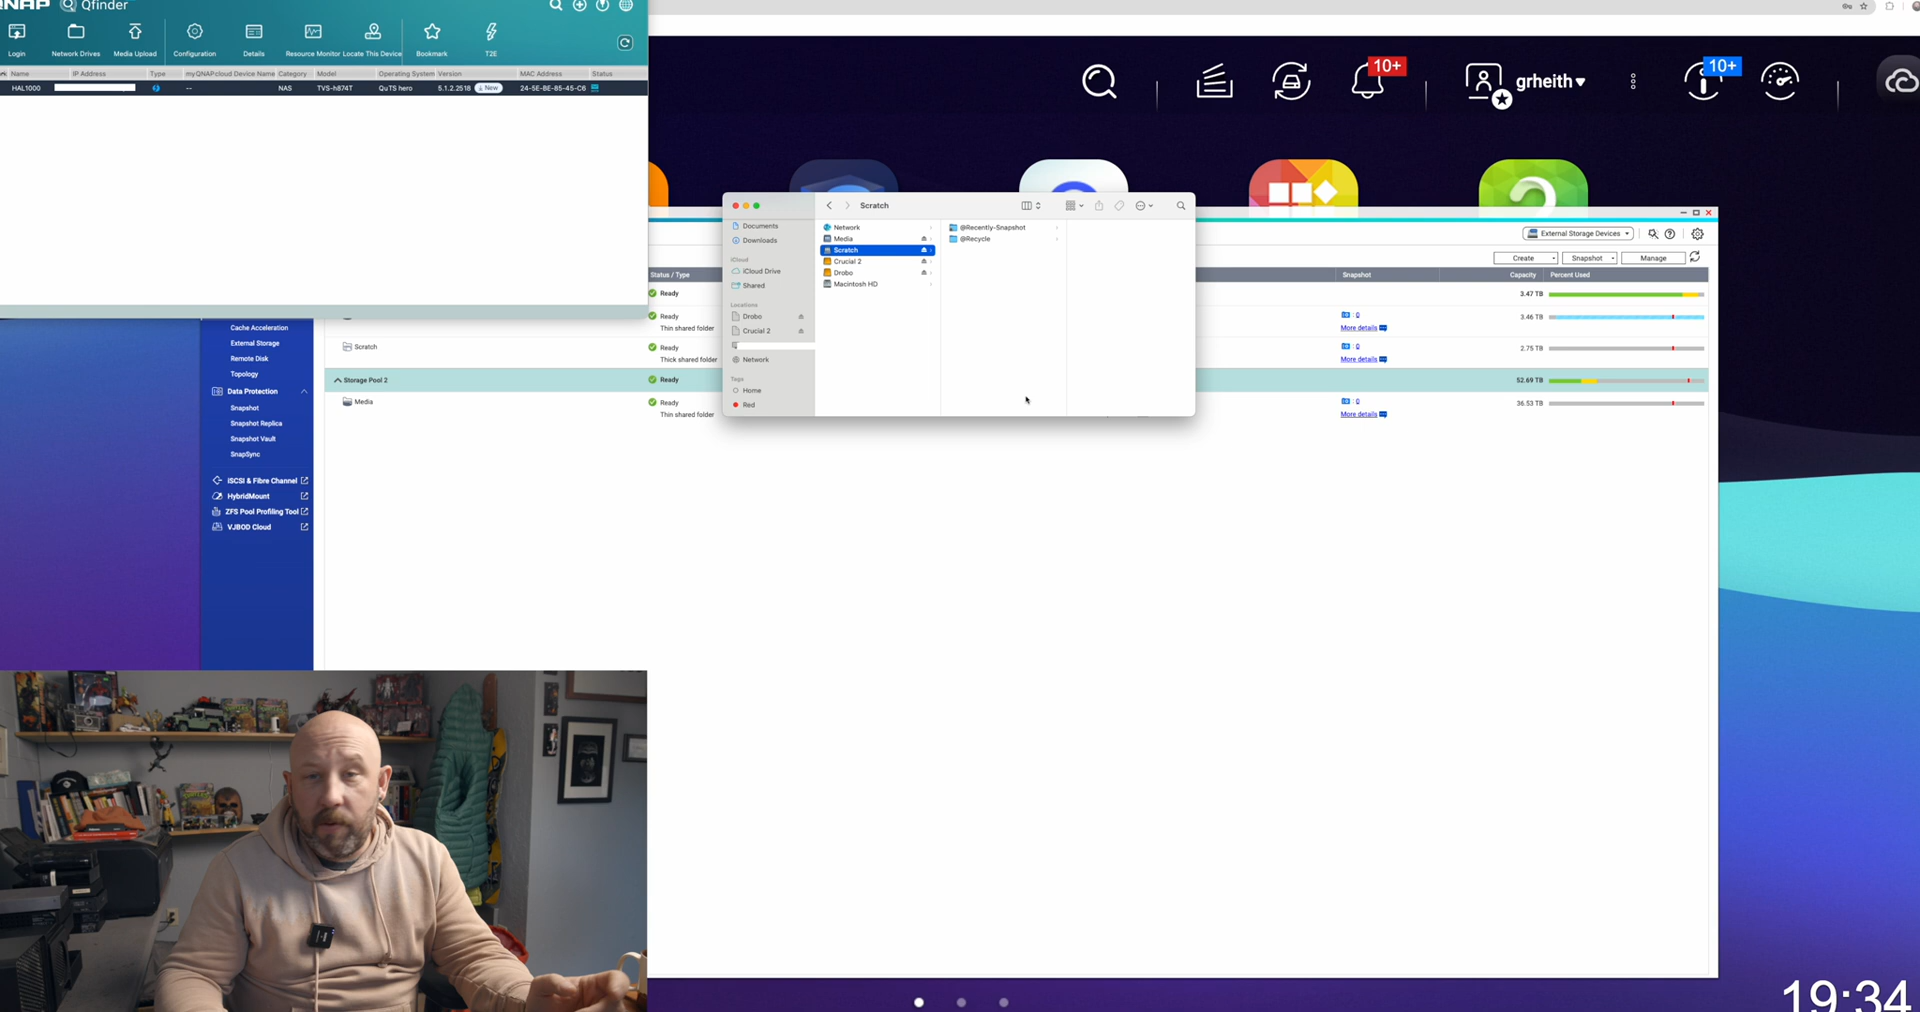 QNAP Qfinder
Login
Network Drives
Media Upload
Configuration
Details
Resource Monitor
Locate This Device
Bookmark
T2E
Name
IP Address
Type
myQNAPcloud Device Name
Category
Model
Operating System
Version
MAC Address
Status
HAL1000
--
NAS
TVS-h874T
QuTS hero
5.1.2.2518
New
24-5E-BE-85-45-C6
10+
grheith
10+
Scratch
Documents
Downloads
iCloud
iCloud Drive
Shared
Locations
Drobo
Crucial 2
Network
Tags
Home
Red
Network
Media
Scratch
Crucial 2
Drobo
Macintosh HD
@Recently-Snapshot
@Recycle
External Storage Devices
Create
Snapshot
Manage
Status / Type
Snapshot
Capacity
Percent Used
Ready
3.47 TB
Ready
Thin shared folder
: 0
More details
3.46 TB
Scratch
Ready
Thick shared folder
: 0
More details
2.75 TB
Storage Pool 2
Ready
52.69 TB
Media
Ready
Thin shared folder
: 0
More details
36.53 TB
Cache Acceleration
External Storage
Remote Disk
Topology
Data Protection
Snapshot
Snapshot Replica
Snapshot Vault
SnapSync
iSCSI & Fibre Channel
HybridMount
ZFS Pool Profiling Tool
VJBOD Cloud
19:34